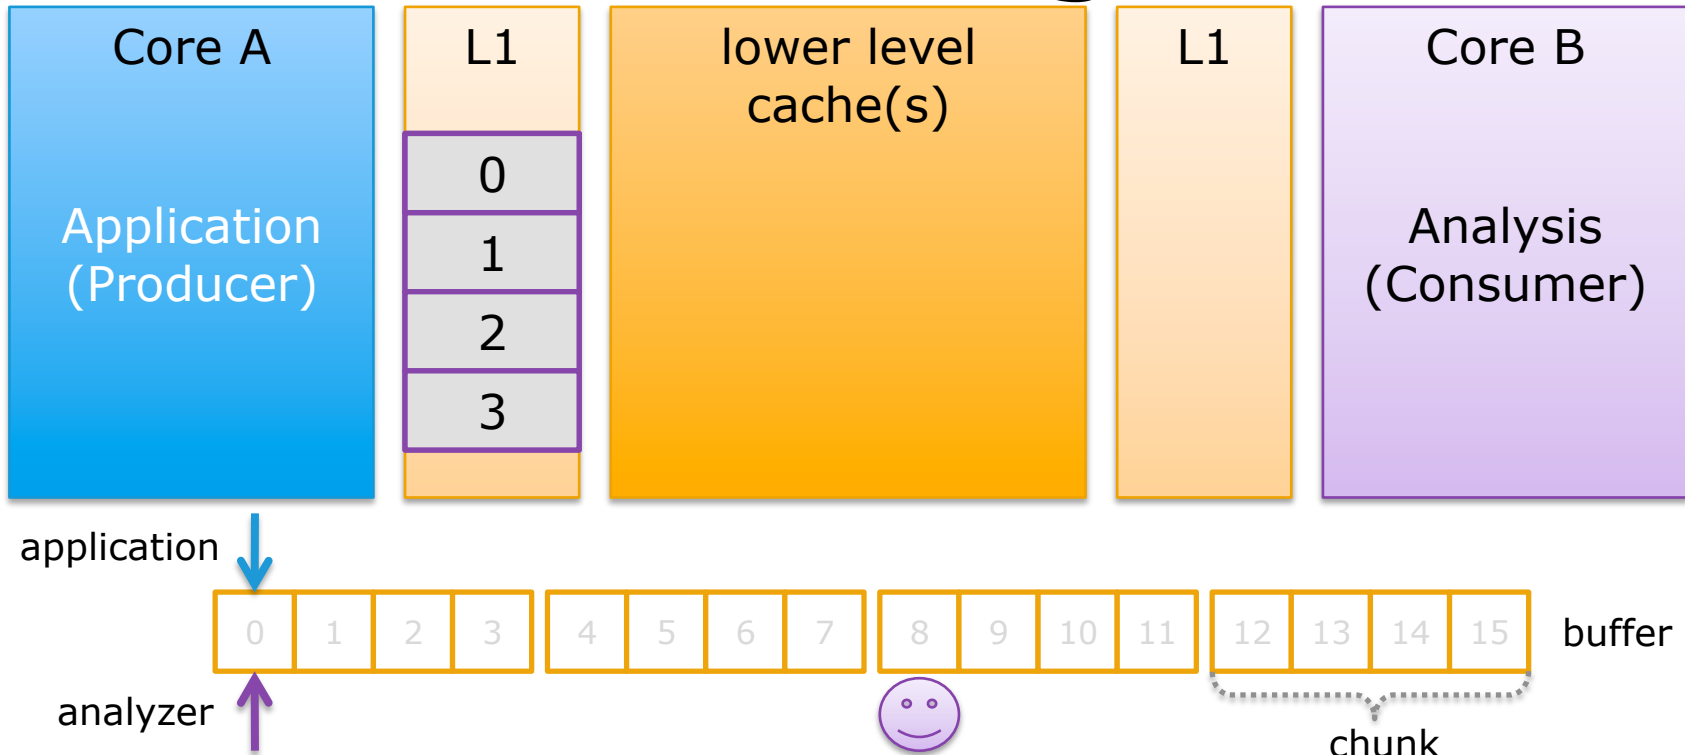 Core A
L1
lower level
cache(s)
L1
Core B
Application
(Producer)
0
1
2
3
Analysis
(Consumer)
application
0 1 2 3 4 5 6 7 8 9 10 11 12 13 14 15
buffer
analyzer
chunk